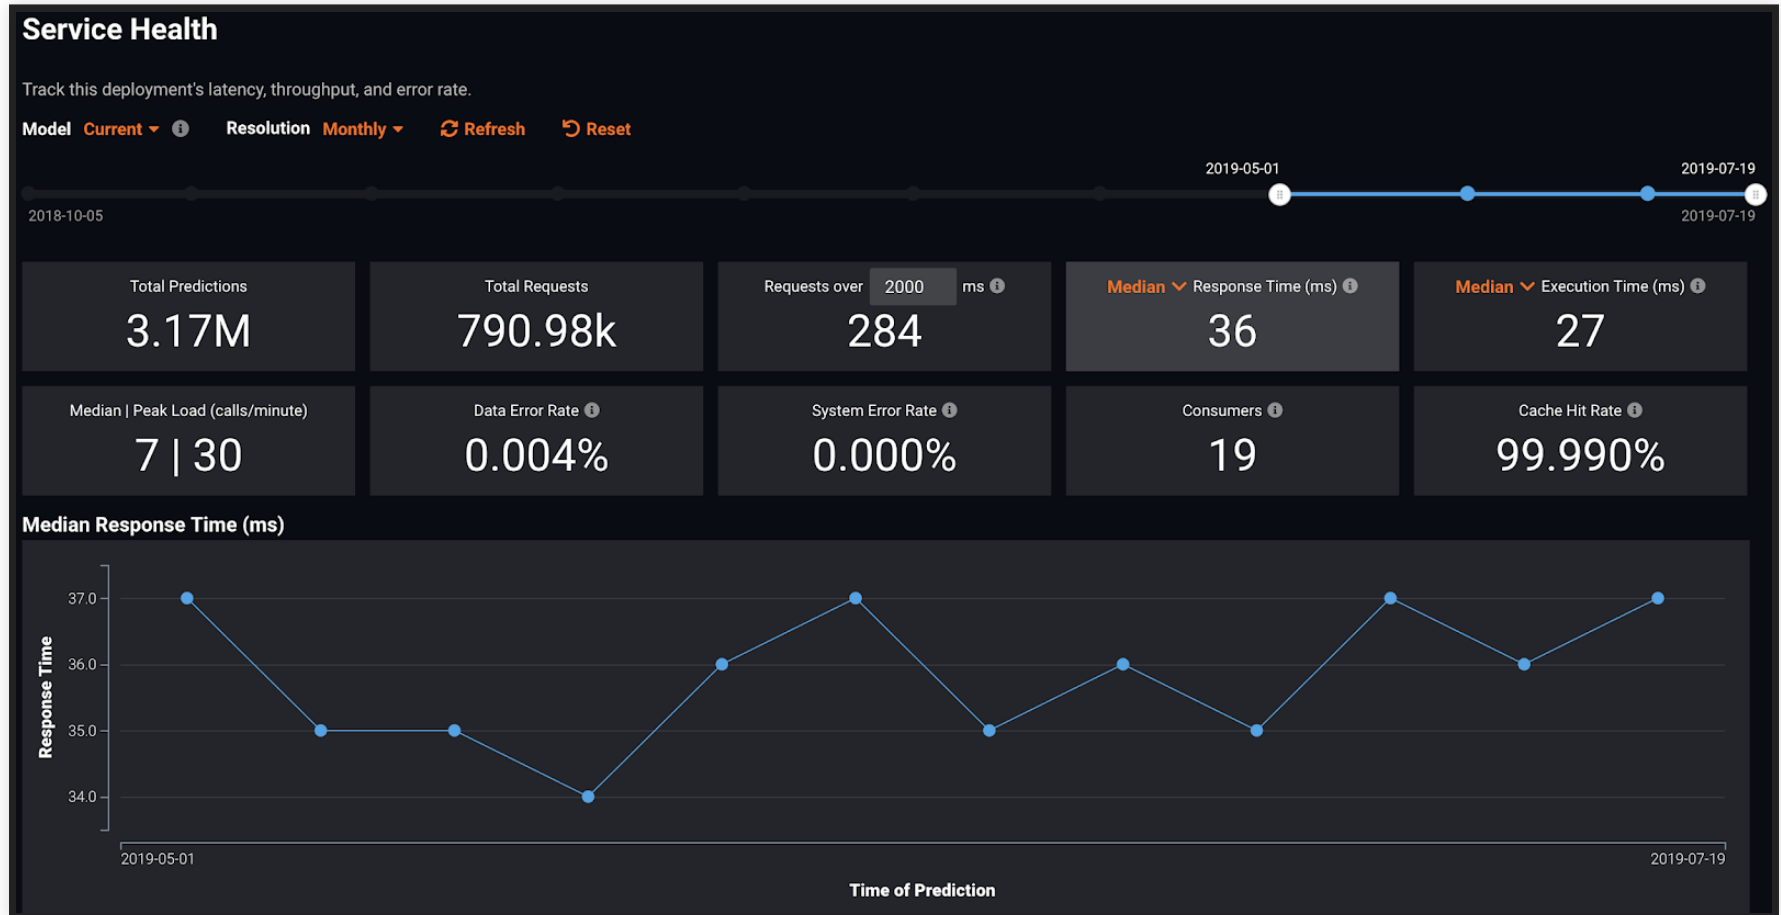 Service Health
Track this deployment's latency, throughput, and error rate.
Model Current Resolution Monthly Refresh Reset
2019-05-01 2019-07-19
2018-10-05 2019-07-19
Total Predictions
3.17M
Total Requests
790.98k
Requests over 2000 ms
284
Median Response Time (ms)
36
Median Execution Time (ms)
27
Median | Peak Load (calls/minute)
7 | 30
Data Error Rate
0.004%
System Error Rate
0.000%
Consumers
19
Cache Hit Rate
99.990%
Median Response Time (ms)
Response Time
37.0
36.0
35.0
34.0
2019-05-01 2019-07-19
Time of Prediction